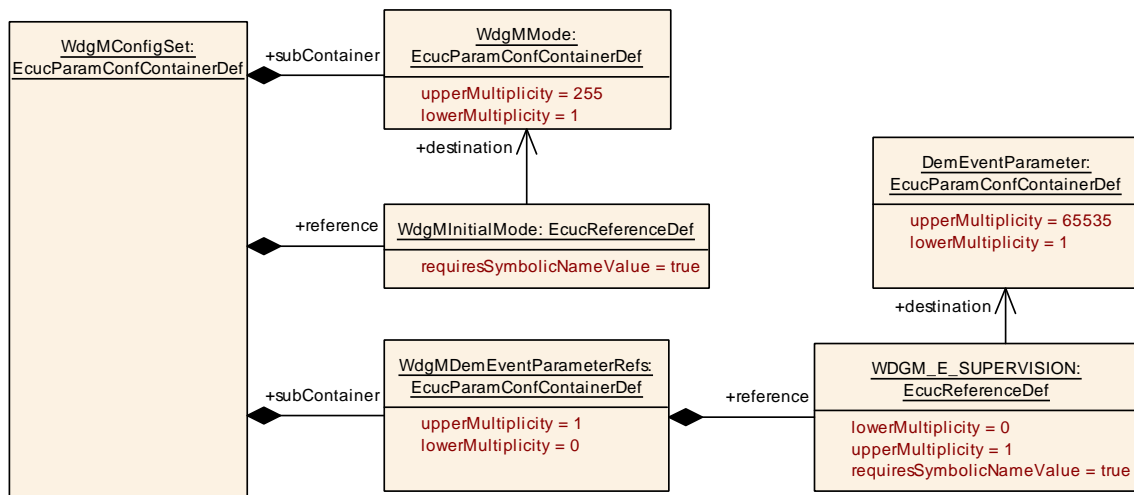 WdgMConfigSet:
EcucParamConfContainerDef
+subContainer
WdgMMode:
EcucParamConfContainerDef
upperMultiplicity = 255
lowerMultiplicity = 1
+destination
+reference
WdgMInitialMode: EcucReferenceDef
requiresSymbolicNameValue = true
DemEventParameter:
EcucParamConfContainerDef
upperMultiplicity = 65535
lowerMultiplicity = 1
+destination
+subContainer
WdgMDemEventParameterRefs:
EcucParamConfContainerDef
upperMultiplicity = 1
lowerMultiplicity = 0
+reference
WDGM_E_SUPERVISION:
EcucReferenceDef
lowerMultiplicity = 0
upperMultiplicity = 1
requiresSymbolicNameValue = true